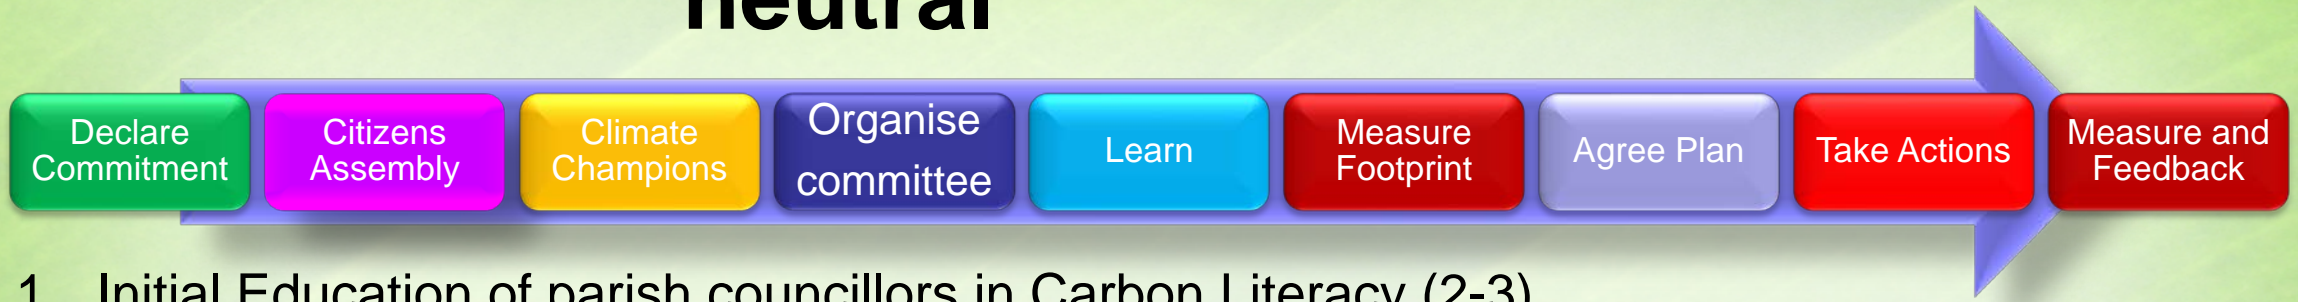 neutral
Declare
Commitment
Citizens
Assembly
Climate
Champions
Organise
committee
Learn
Measure
Footprint
Agree Plan
Take Actions
Measure and
Feedback
1. Initial Education of parish councillors in Carbon Literacy (2-3)